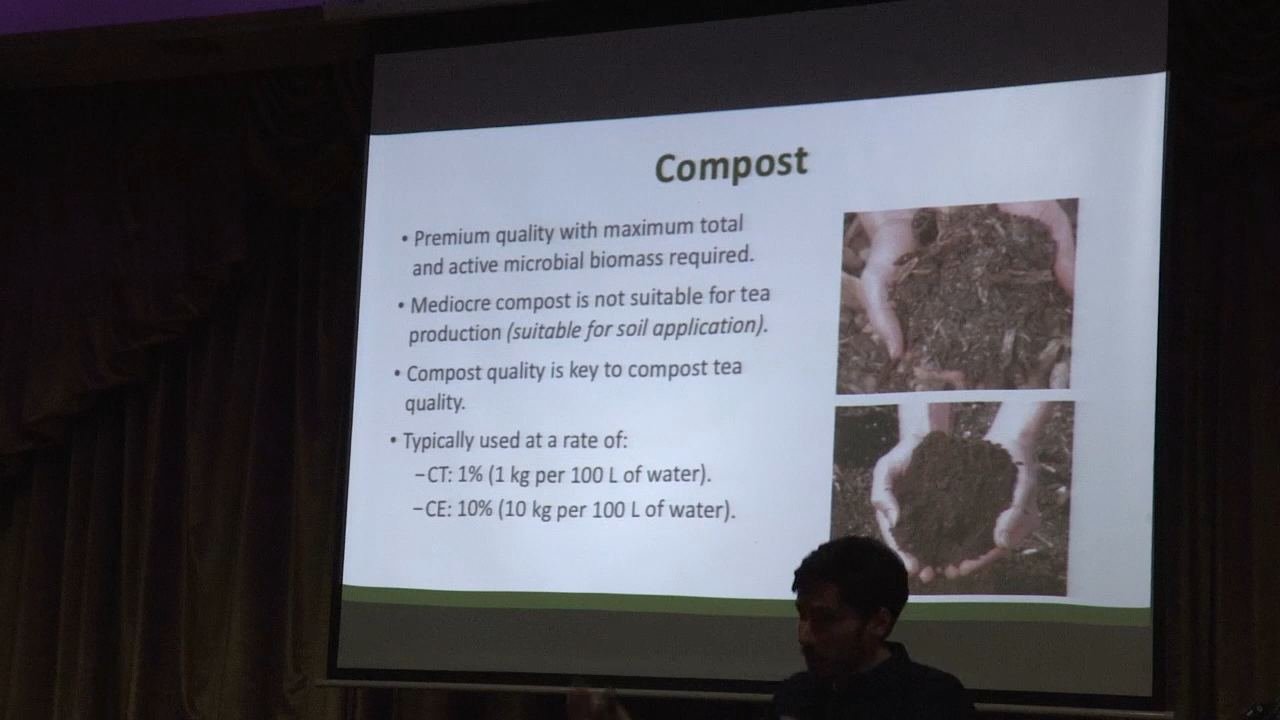 Compost
• Premium quality with maximum total
and active microbial biomass required.
• Mediocre compost is not suitable for tea
production (suitable for soil application).
• Compost quality is key to compost tea
quality.
• Typically used at a rate of:
–CT: 1% (1 kg per 100 L of water).
–CE: 10% (10 kg per 100 L of water).